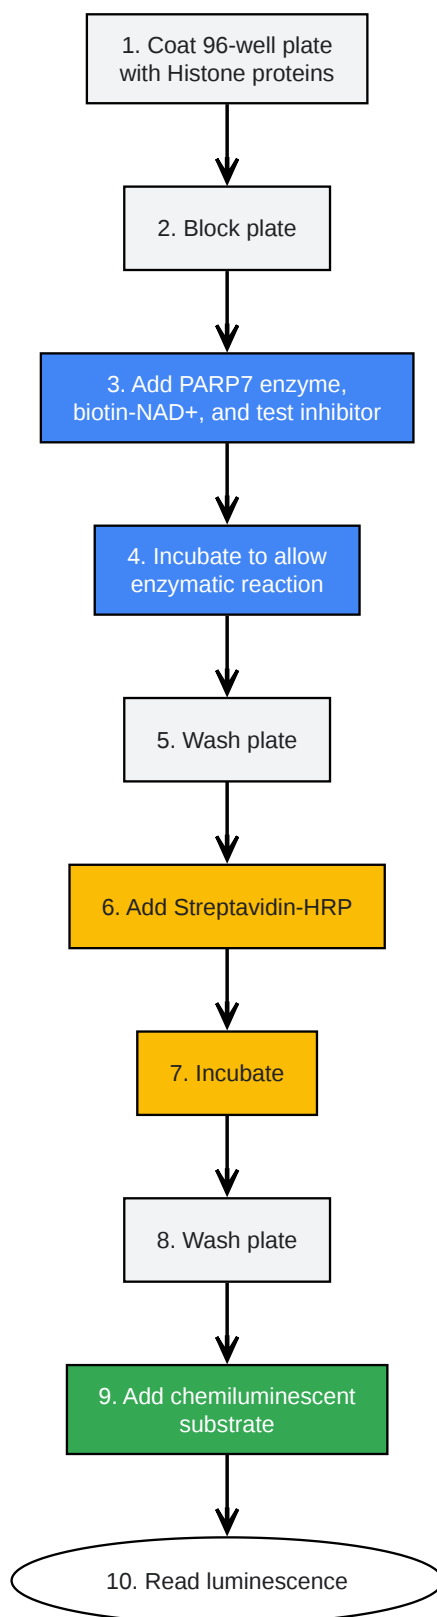 1. Coat 96-well plate
with Histone proteins
2. Block plate
3. Add PARP7 enzyme,
biotin-NAD+, and test inhibitor
4. Incubate to allow
enzymatic reaction
5. Wash plate
6. Add Streptavidin-HRP
7. Incubate
8. Wash plate
9. Add chemiluminescent
substrate
10. Read luminescence